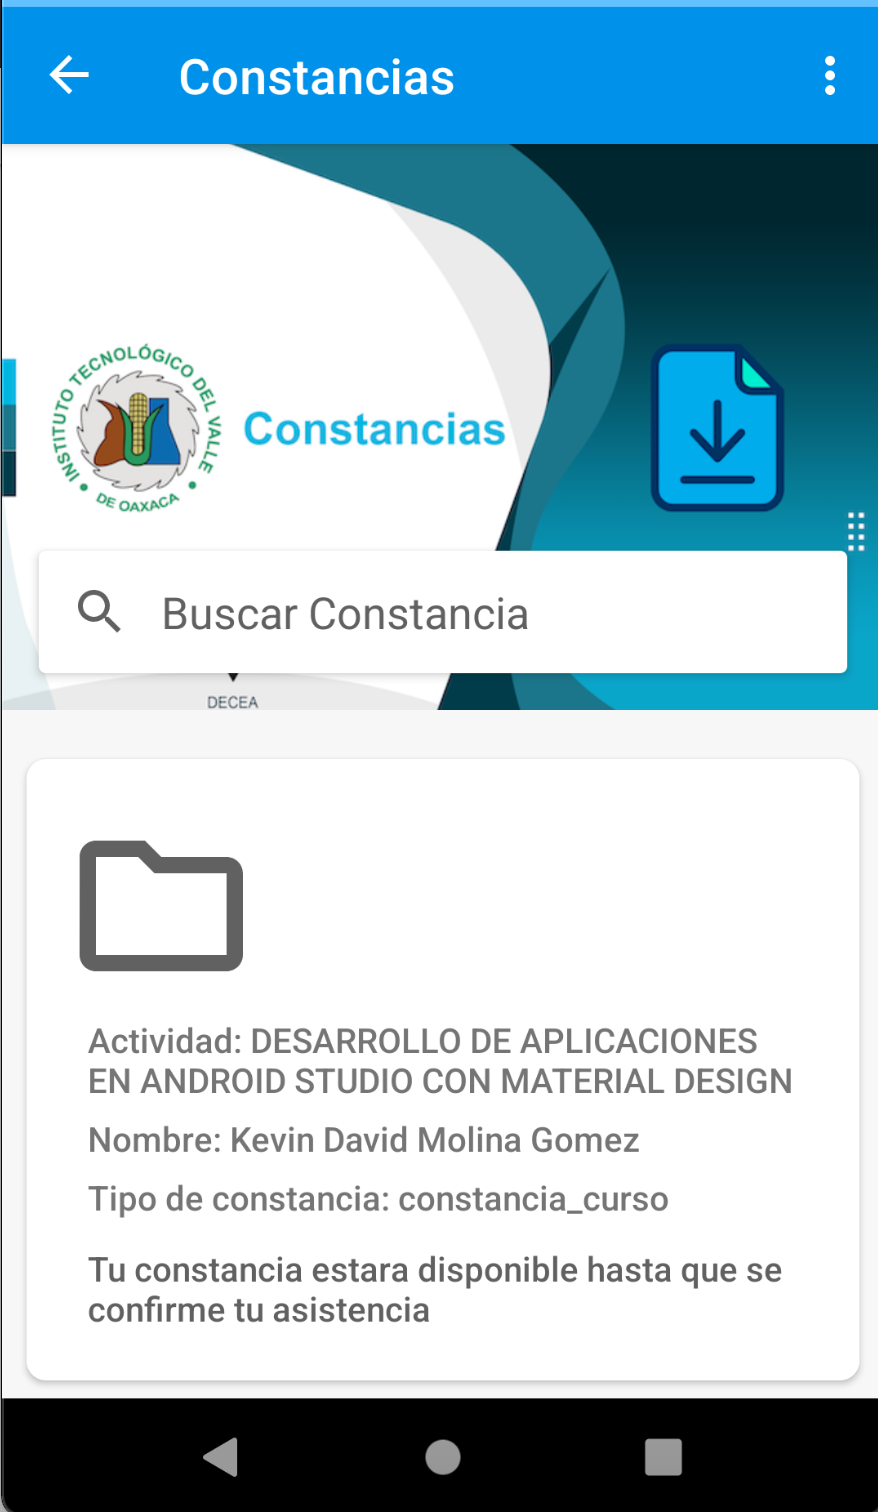 Constancias
INSTITUTO TECNOLÓGICO DEL VALLE
DE OAXACA
Constancias
Buscar Constancia
DECEA
Actividad: DESARROLLO DE APLICACIONES
EN ANDROID STUDIO CON MATERIAL DESIGN
Nombre: Kevin David Molina Gomez
Tipo de constancia: constancia_curso
Tu constancia estara disponible hasta que se
confirme tu asistencia